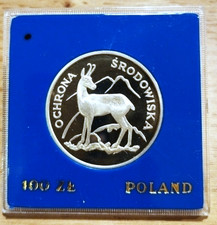 OCHRONA ŚRODOWISKA
100 ZŁ POLAND